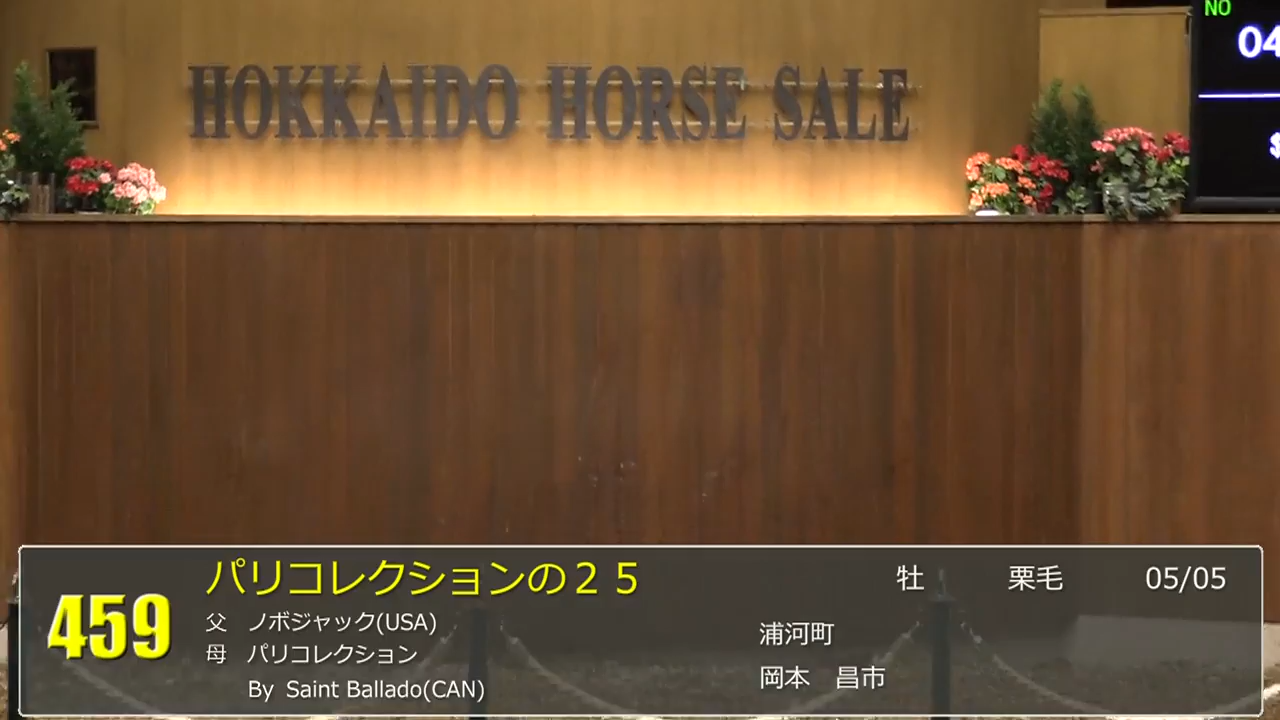 HOKKAIDO HORSE SALE
NO
04
459
パリコレクションの２５
牡 栗毛 05/05
父 ノボジャック(USA)
母 パリコレクション
By Saint Ballado(CAN)
浦河町
岡本 昌市